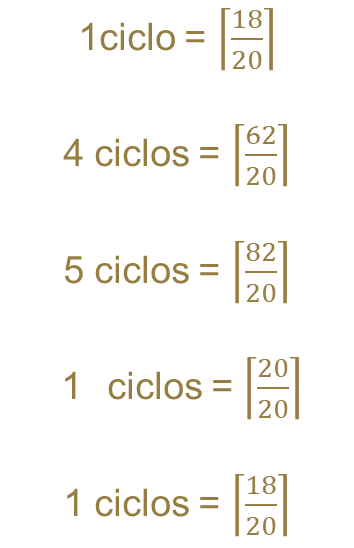 1ciclo = ⌈18/20⌉
4 ciclos = ⌈62/20⌉
5 ciclos = ⌈82/20⌉
1 ciclos = ⌈20/20⌉
1 ciclos = ⌈18/20⌉